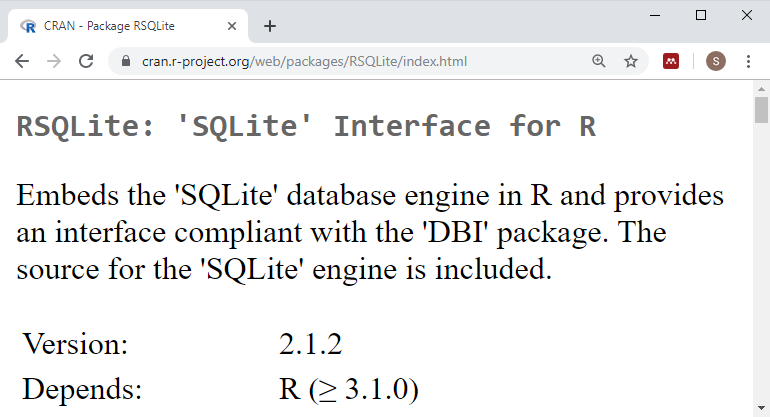 CRAN - Package RSQLite
cran.r-project.org/web/packages/RSQLite/index.html
S
RSQLite: 'SQLite' Interface for R
Embeds the 'SQLite' database engine in R and provides
an interface compliant with the 'DBI' package. The
source for the 'SQLite' engine is included.
Version: 2.1.2
Depends: R (≥ 3.1.0)